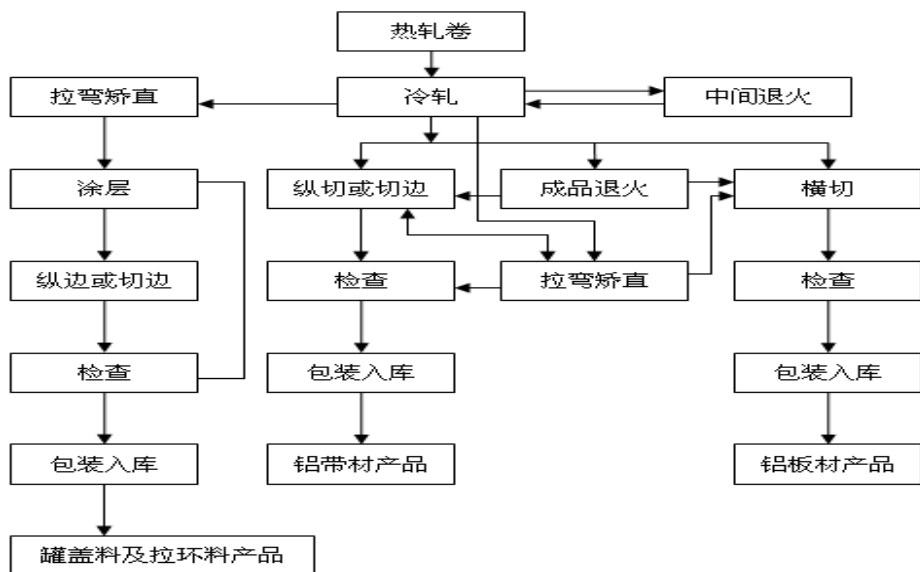 热轧卷
拉弯矫直
冷轧
中间退火
涂层
纵切或切边
成品退火
横切
纵边或切边
检查
拉弯矫直
检查
检查
包装入库
包装入库
包装入库
铝带材产品
铝板材产品
罐盖料及拉环料产品